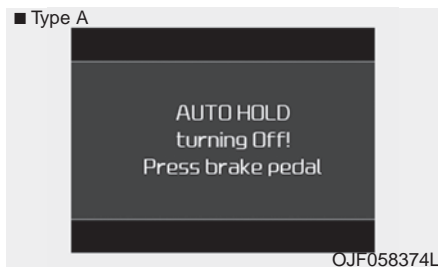 ■ Type A
AUTO HOLD
turning Off!
Press brake pedal
OJF058374L